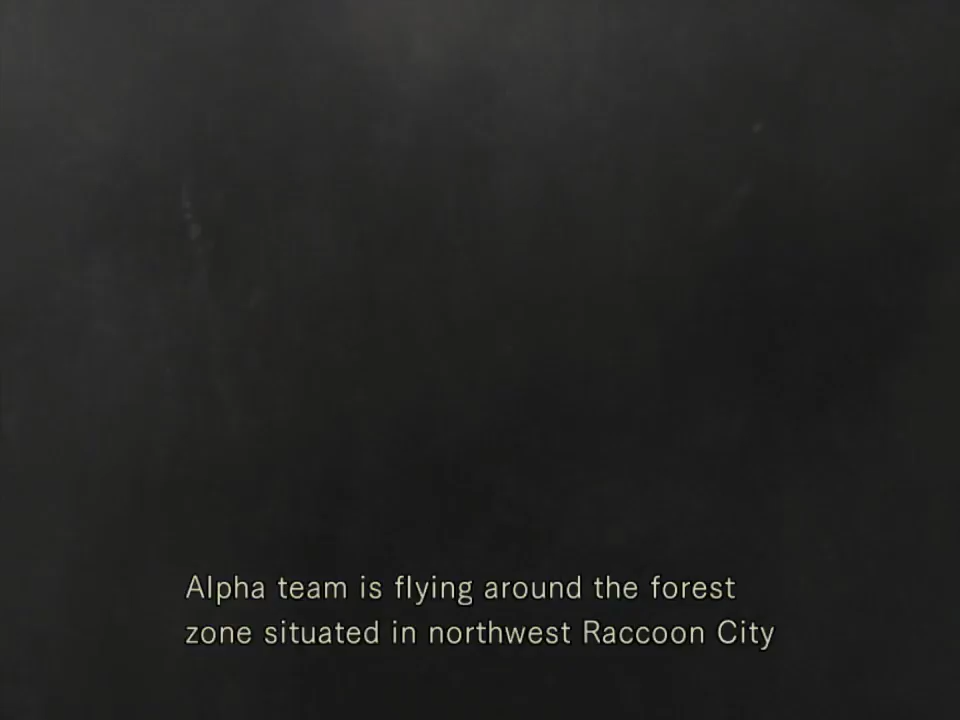 Alpha team is flying around the forest
zone situated in northwest Raccoon City